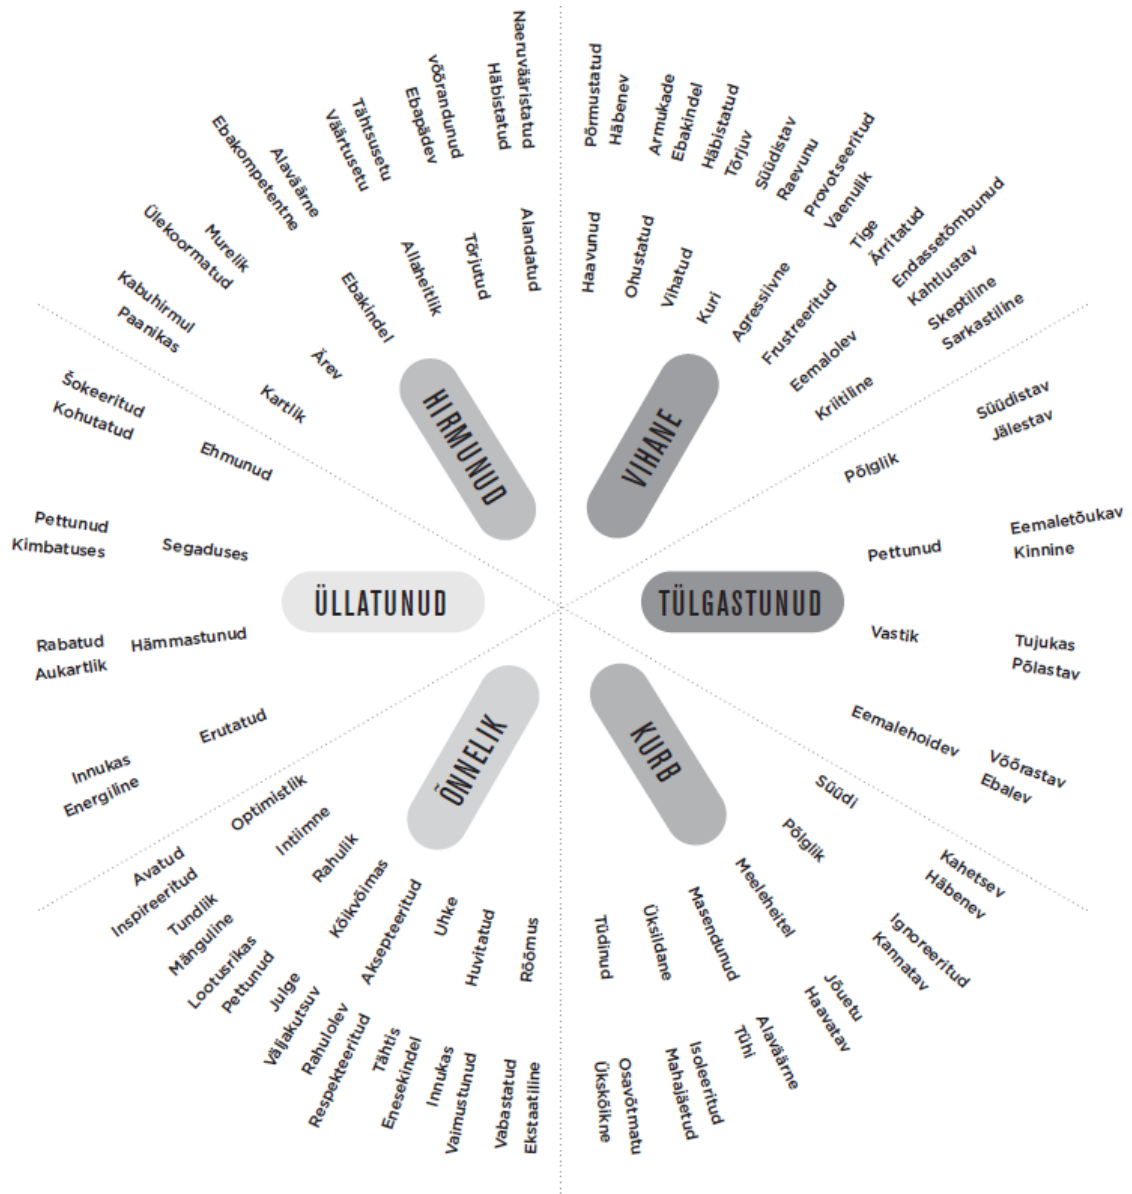 HIRMUNUD
Alandatud
Naeruvääristatud
Häbistatud
Tõrjutud
võõrandunud
Ebapädev
Allaheitlik
Tähtsusetu
Väärtusetu
Ebakindel
Alaväärne
Ebakompetentne
Ärev
Murelik
Ülekoormatud
Kartlik
Kabuhirmul
Paanikas
VIHANE
Haavunud
Põrmustatud
Häbenev
Ohustatud
Armukade
Ebakindel
Vihatud
Häbistatud
Tõrjuv
Kuri
Süüdistav
Raevunu
Agressiivne
Provotseeritud
Vaenulik
Frustreeritud
Tige
Ärritatud
Eemalolev
Endassetõmbunud
Kahtlustav
Kriitiline
Skeptiline
Sarkastiline
TÜLGASTUNUD
Põlglik
Süüdistav
Jälestav
Pettunud
Eemaletõukav
Kinnine
Vastik
Tujukas
Põlastav
Eemalehoidev
Võõrastav
Ebalev
KURB
Süüdi
Kahetsev
Häbenev
Põlglik
Ignoreeritud
Kannatav
Meeleheitel
Jõuetu
Haavatav
Masendunud
Alaväärne
Tühi
Üksildane
Isoleeritud
Mahajäetud
Tüdinud
Osavõtmatu
Ükskõikne
ÕNNELIK
Rõõmus
Ekstaatiline
Vabastatud
Huvitatud
Vaimustunud
Innukas
Uhke
Enesekindel
Tähtis
Aksepteeritud
Respekteeritud
Rahulolev
Kõikvõimas
Väljakutsuv
Julge
Rahulik
Pettunud
Lootusrikas
Intiimne
Mänguline
Tundlik
Optimistlik
Inspireeritud
Avatud
ÜLLATUNUD
Erutatud
Innukas
Energiline
Hämmastunud
Rabatud
Aukartlik
Segaduses
Pettunud
Kimbatuses
Ehmunud
Šokeeritud
Kohutatud